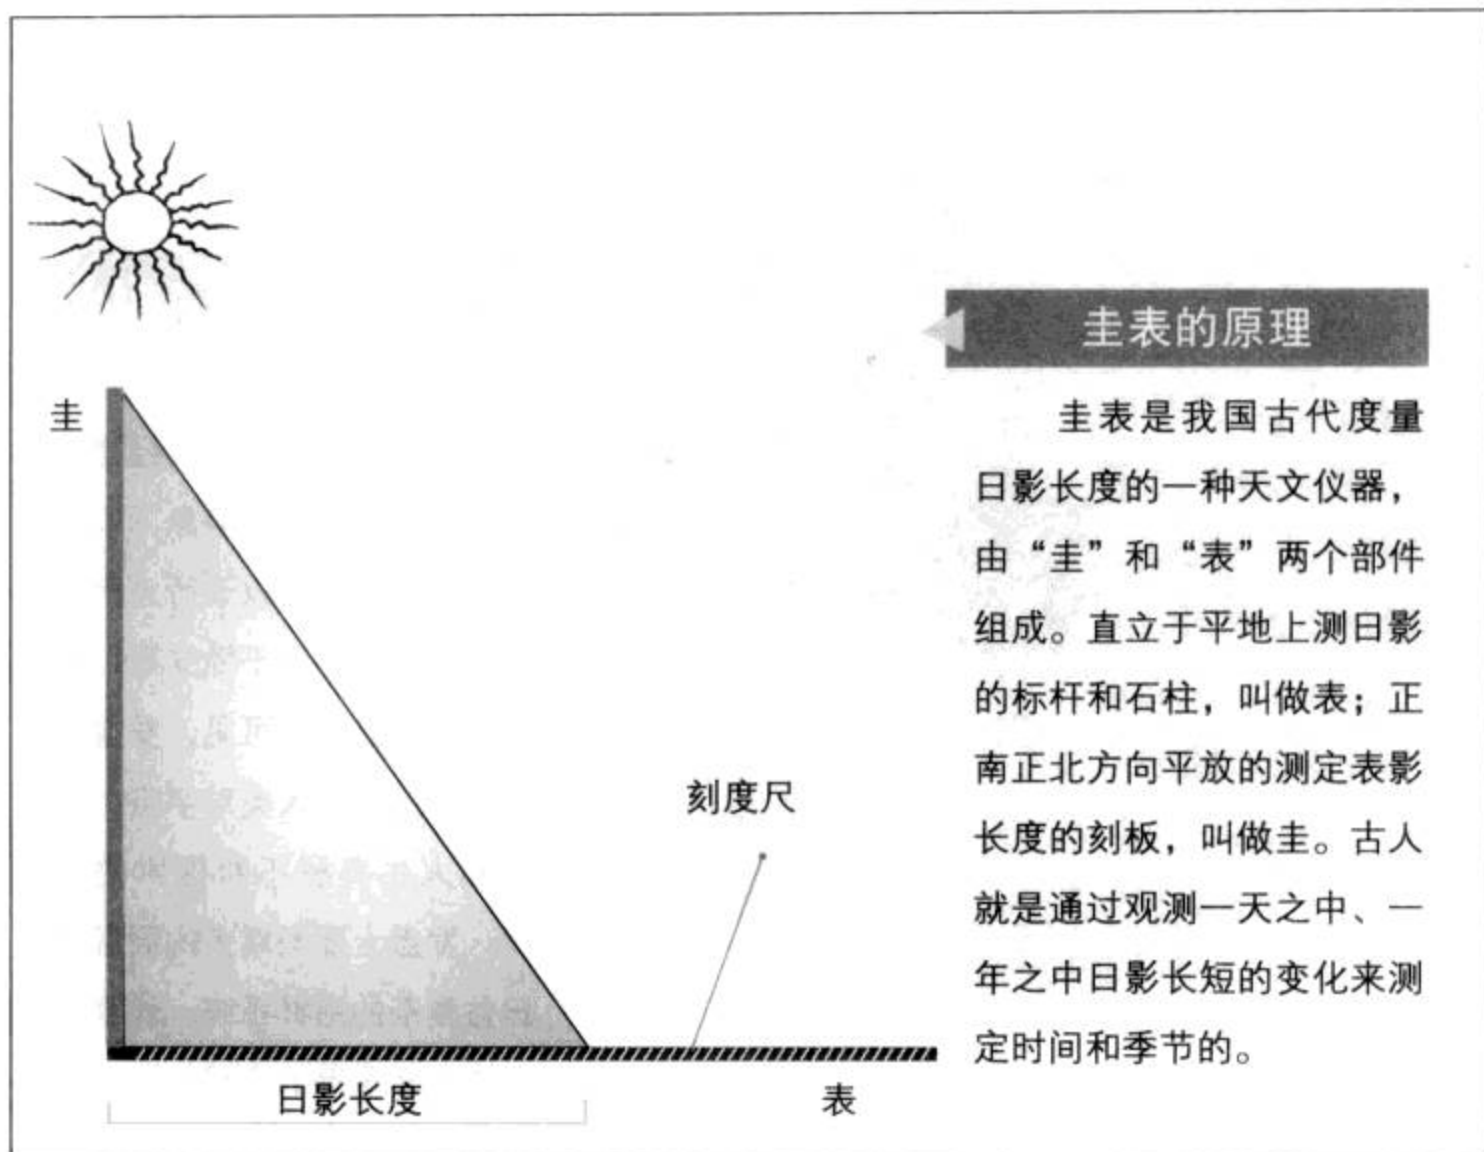 圭表的原理
圭
圭表是我国古代度量
日影长度的一种天文仪器，
由“圭”和“表”两个部件
组成。直立于平地上测日影
的标杆和石柱，叫做表；正
南正北方向平放的测定表影
长度的刻板，叫做圭。古人
就是通过观测一天之中、一
年之中日影长短的变化来测
定时间和季节的。
刻度尺
日影长度
表